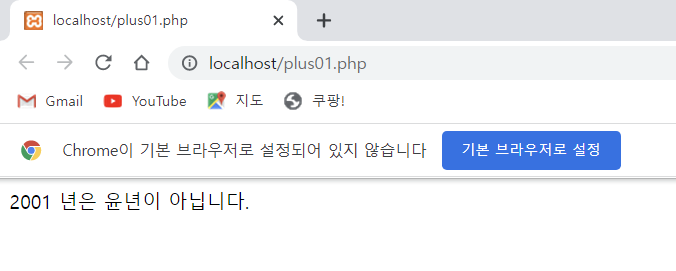 localhost/plus01.php
localhost/plus01.php
Gmail YouTube 지도 쿠팡!
Chrome이 기본 브라우저로 설정되어 있지 않습니다 기본 브라우저로 설정
2001 년은 윤년이 아닙니다.